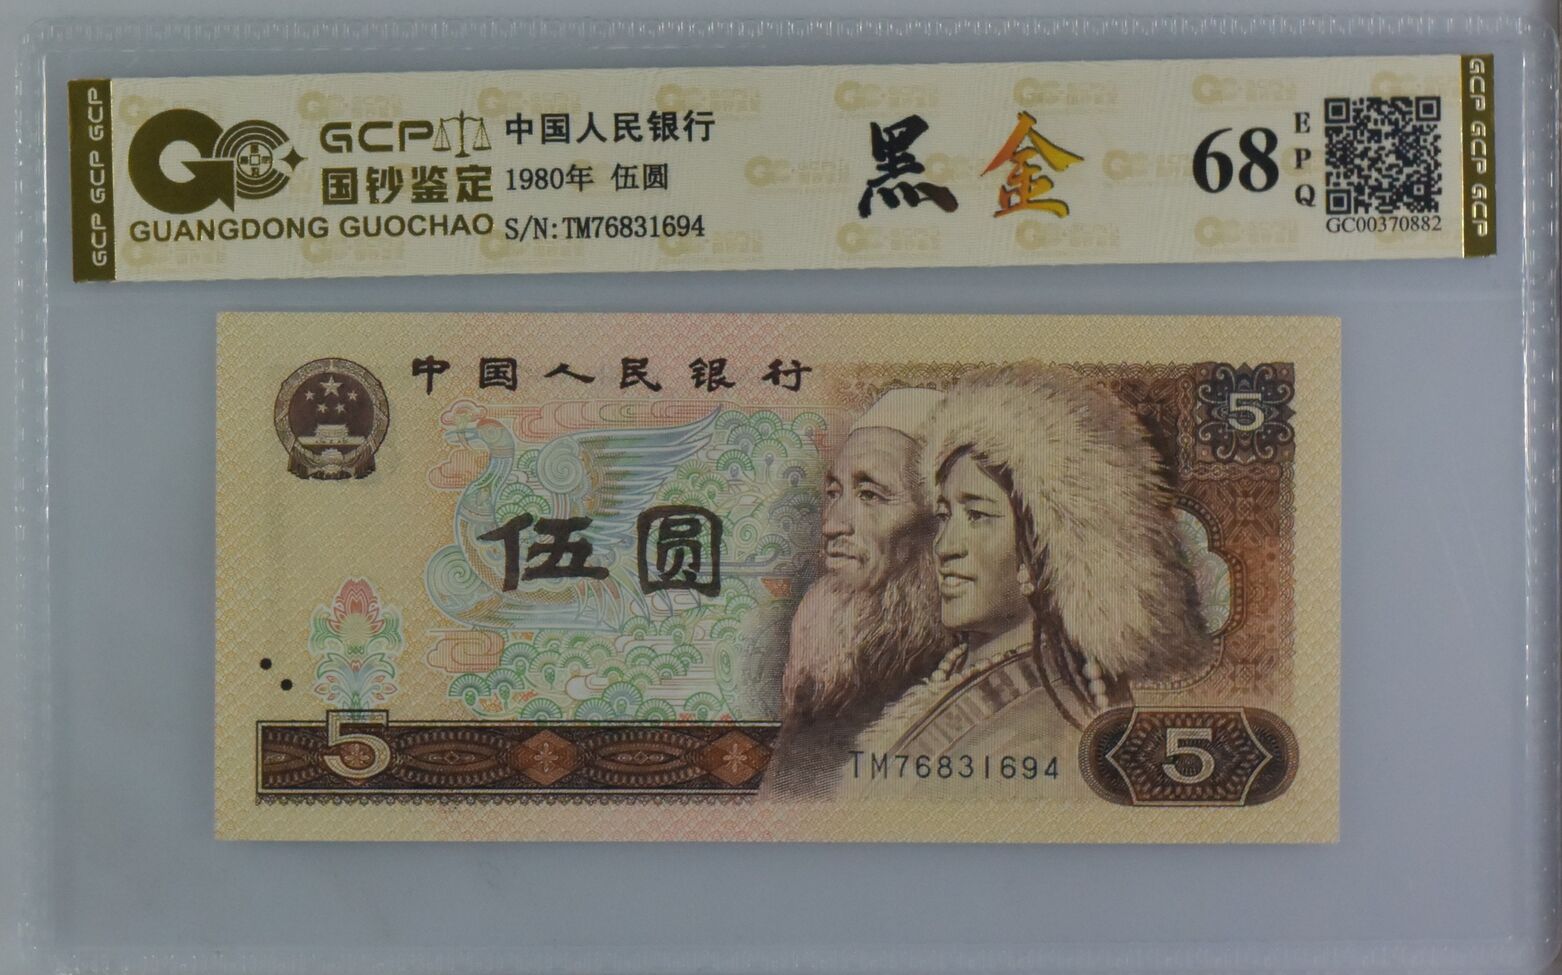 GCP GCP GCP
GCP
国钞鉴定
GUANGDONG GUOCHAO
中国人民银行
1980年 伍圆
S/N:TM76831694
黑金
68
EPQ
GC00370882
GCP GCP GCP
中国人民银行
5
伍圆
5
TM76831694
5